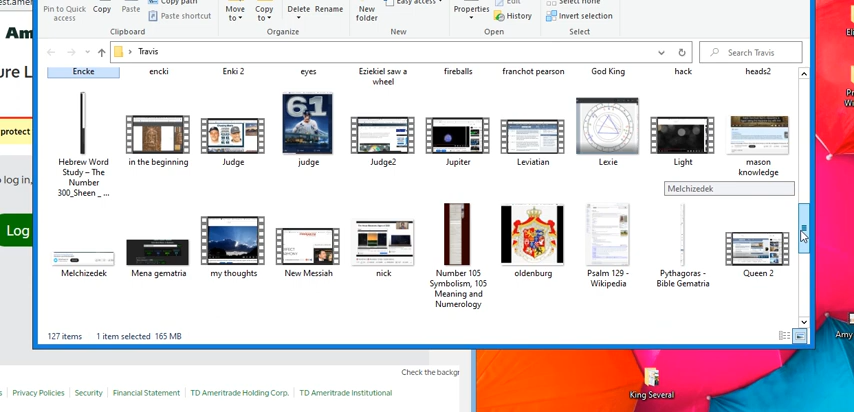 est.amer
Pin to Quick
access
Copy
Paste
Copy path
Paste shortcut
Move
to
Copy
to
Delete
Rename
New
folder
Easy access
Properties
Edit
History
Select none
Invert selection
Clipboard
Organize
New
Open
Select
Travis
Search Travis
Am
Encke
encki
Enki 2
eyes
Eziekiel saw a
wheel
fireballs
franchot pearson
God King
hack
heads2
ure L
protect
61
Hebrew Word
Study – The
Number
300_Sheen _ ...
in the beginning
Judge
judge
Judge2
Jupiter
Leviatian
Lexie
Light
mason
knowledge
Melchizedek
o log in,
Log
Melchizedek
Mena gematria
my thoughts
New Messiah
nick
Number 105
Symbolism, 105
Meaning and
Numerology
oldenburg
Psalm 129 -
Wikipedia
Pythagoras -
Bible Gematria
Queen 2
127 items
1 item selected 165 MB
Amy
Check the backgr
Privacy Policies
Security
Financial Statement
TD Ameritrade Holding Corp.
TD Ameritrade Institutional
King Several